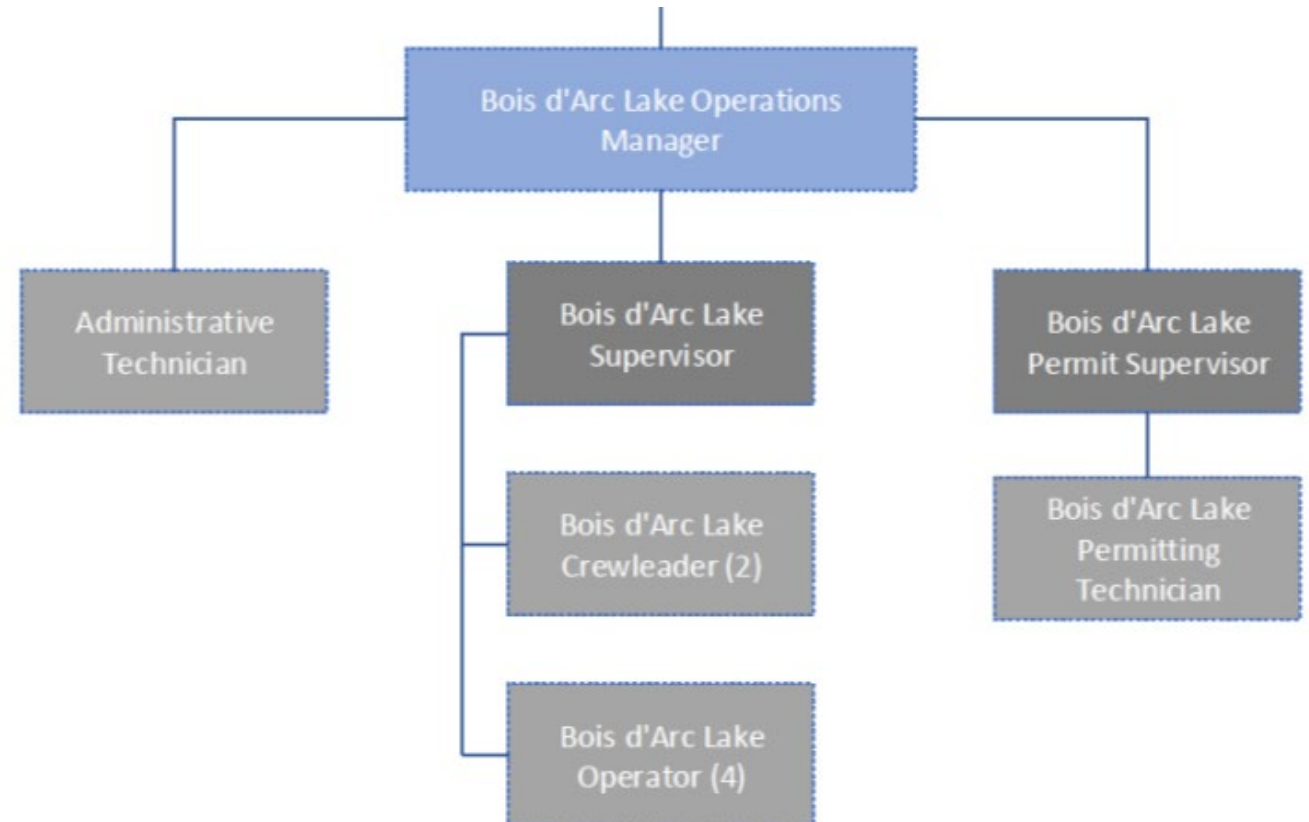 Bois d'Arc Lake Operations
Manager
Administrative
Technician
Bois d'Arc Lake
Supervisor
Bois d'Arc Lake
Permit Supervisor
Bois d'Arc Lake
Crewleader (2)
Bois d'Arc Lake
Permitting
Technician
Bois d'Arc Lake
Operator (4)